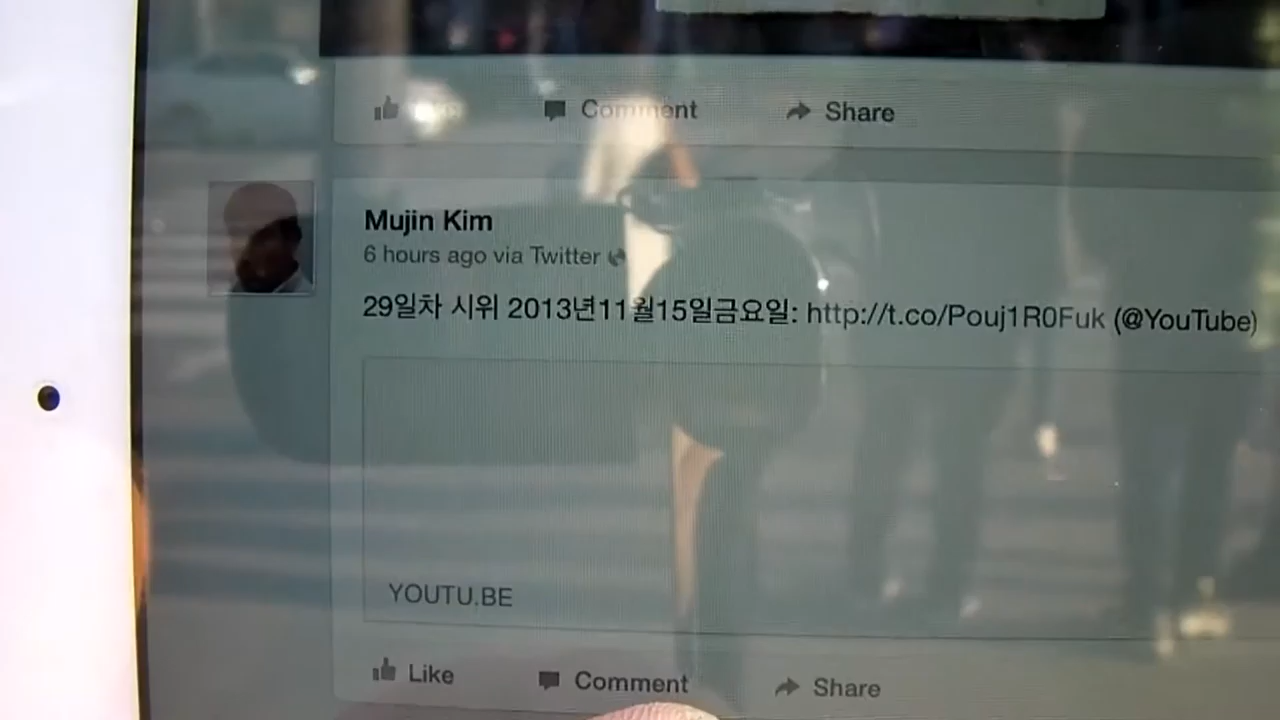 Comment
Share
Mujin Kim
6 hours ago via Twitter
29일차 시위 2013년11월15일금요일: http://t.co/Pouj1R0Fuk (@YouTube)
YOUTU.BE
Like
Comment
Share